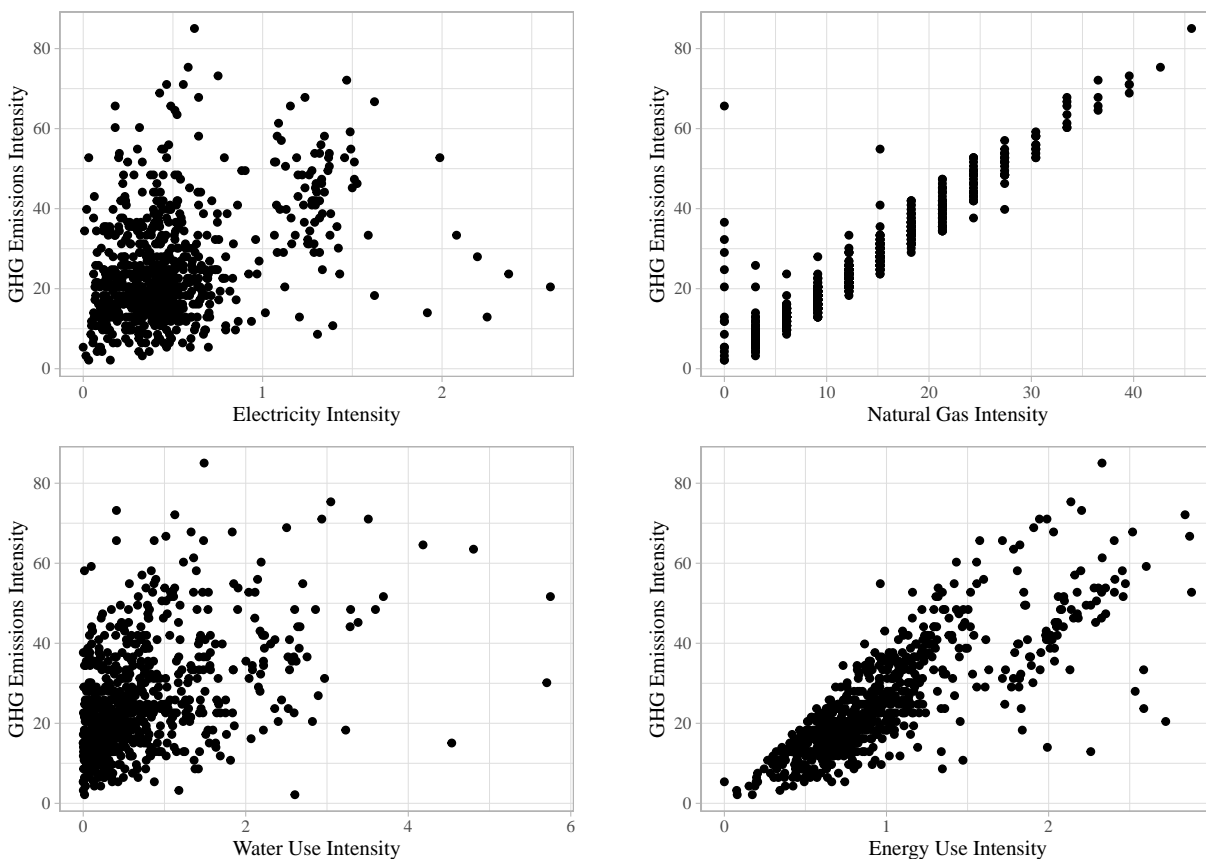 GHG Emissions Intensity
80
60
40
20
0
0 1 2
Electricity Intensity
GHG Emissions Intensity
80
60
40
20
0
0 10 20 30 40
Natural Gas Intensity
GHG Emissions Intensity
80
60
40
20
0
0 2 4 6
Water Use Intensity
GHG Emissions Intensity
80
60
40
20
0
0 1 2
Energy Use Intensity